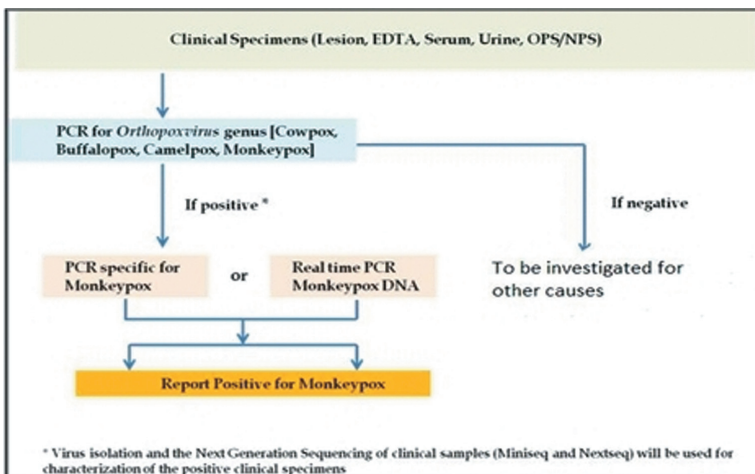 Clinical Specimens (Lesion, EDTA, Serum, Urine, OPS/NPS)
PCR for Orthopoxvirus genus [Cowpox,
Buffalopox, Camelpox, Monkeypox]
If positive *
If negative
PCR specific for
Monkeypox
or
Real time PCR
Monkeypox DNA
To be investigated for
other causes
Report Positive for Monkeypox
* Virus isolation and the Next Generation Sequencing of clinical samples (Miniseq and Nextseq) will be used for
characterization of the positive clinical specimens